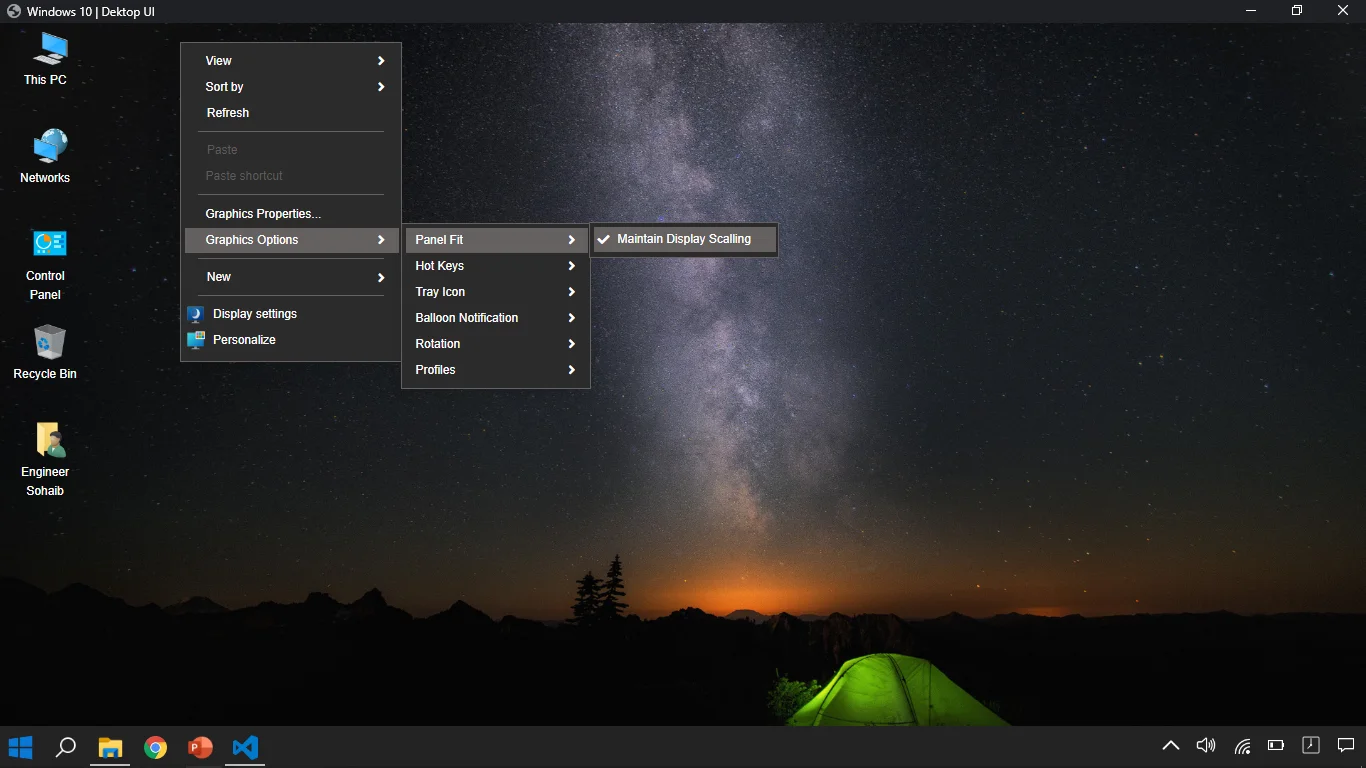 Windows 10 | Dektop UI
This PC
Networks
Control
Panel
Recycle Bin
Engineer
Sohaib
View
Sort by
Refresh
Paste
Paste shortcut
Graphics Properties...
Graphics Options
New
Display settings
Personalize
Panel Fit
Hot Keys
Tray Icon
Balloon Notification
Rotation
Profiles
Maintain Display Scalling
P